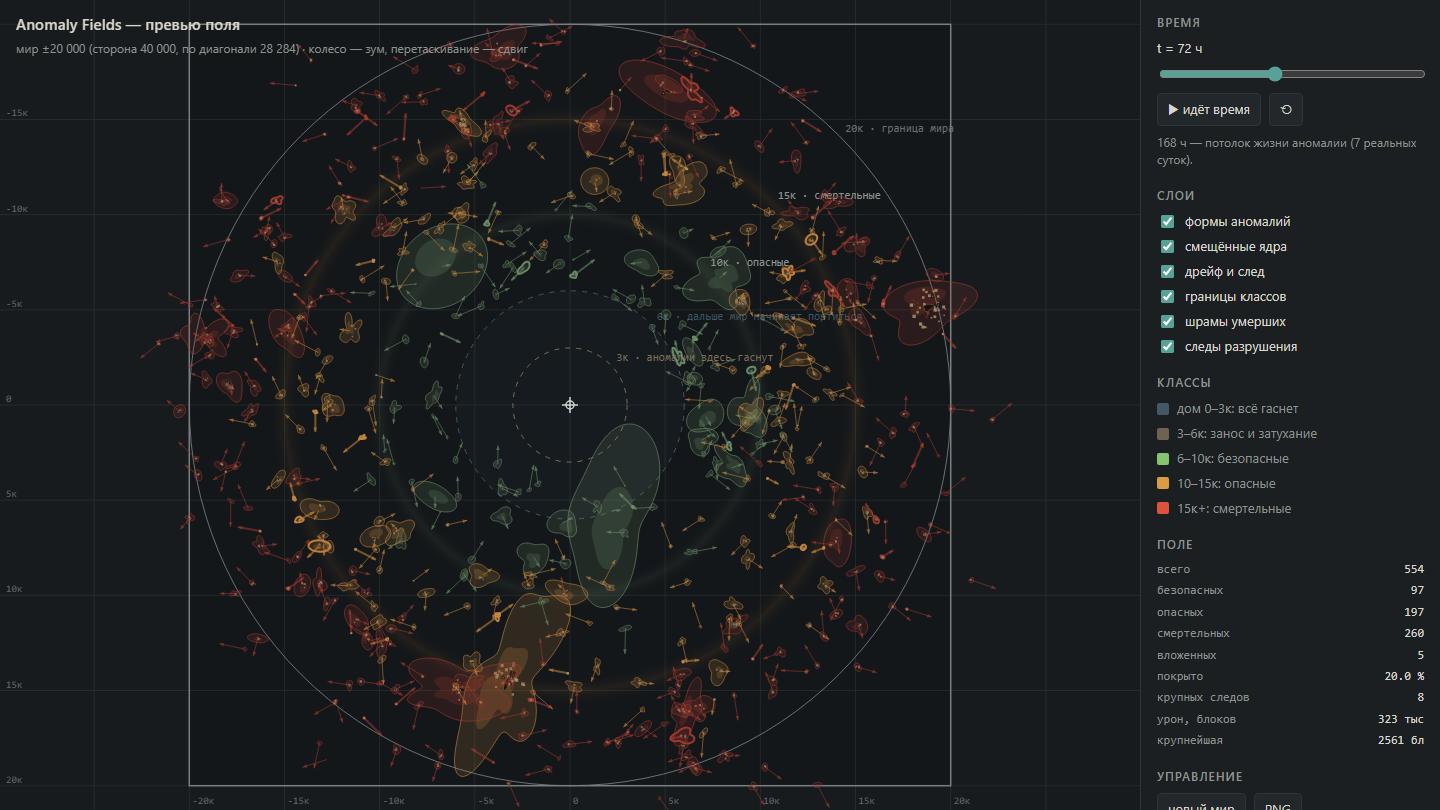 Anomaly Fields — превью поля
мир ±20 000 (сторона 40 000, по диагонали 28 284) · колесо — зум, перетаскивание — сдвиг
20к · граница мира
15к · смертельные
10к · опасные
6к · дальше мир начинает портиться
3к · аномалии здесь гаснут
-15к
-10к
-5к
0
5к
10к
15к
20к
-20к
-15к
-10к
-5к
0
5к
10к
15к
20к
ВРЕМЯ
t = 72 ч
▶ идёт время
⟲
168 ч — потолок жизни аномалии (7 реальных
суток).
СЛОИ
формы аномалий
смещённые ядра
дрейф и след
границы классов
шрамы умерших
следы разрушения
КЛАССЫ
дом 0–3к: всё гаснет
3–6к: занос и затухание
6–10к: безопасные
10–15к: опасные
15к+: смертельные
ПОЛЕ
всего 554
безопасных 97
опасных 197
смертельных 260
вложенных 5
покрыто 20.0 %
крупных следов 8
урон, блоков 323 тыс
крупнейшая 2561 бл
УПРАВЛЕНИЕ
новый мир
PNG